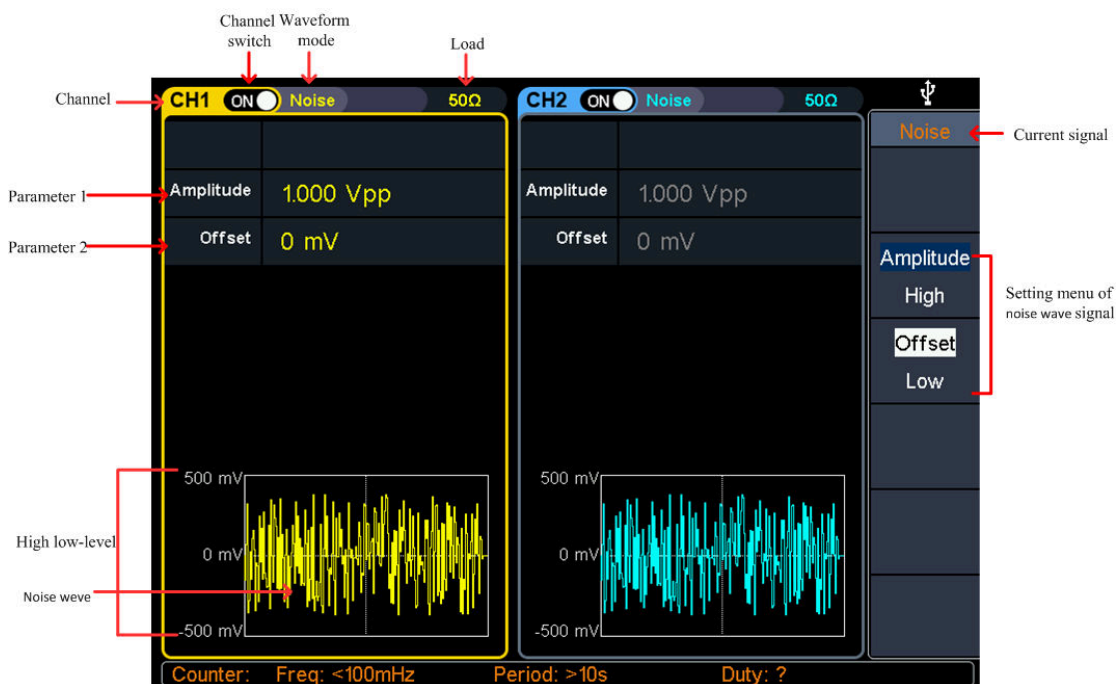 Channel Waveform
switch mode
Load
Channel
CH1 ON Noise 50Ω
CH2 ON Noise 50Ω
Noise
Current signal
Parameter 1
Amplitude 1.000 Vpp
Amplitude 1.000 Vpp
Parameter 2
Offset 0 mV
Offset 0 mV
Amplitude
High
Offset
Low
Setting menu of
noise wave signal
500 mV
500 mV
High low-level
0 mV
0 mV
Noise weve
-500 mV
-500 mV
Counter: Freq: <100mHz Period: >10s Duty: ?